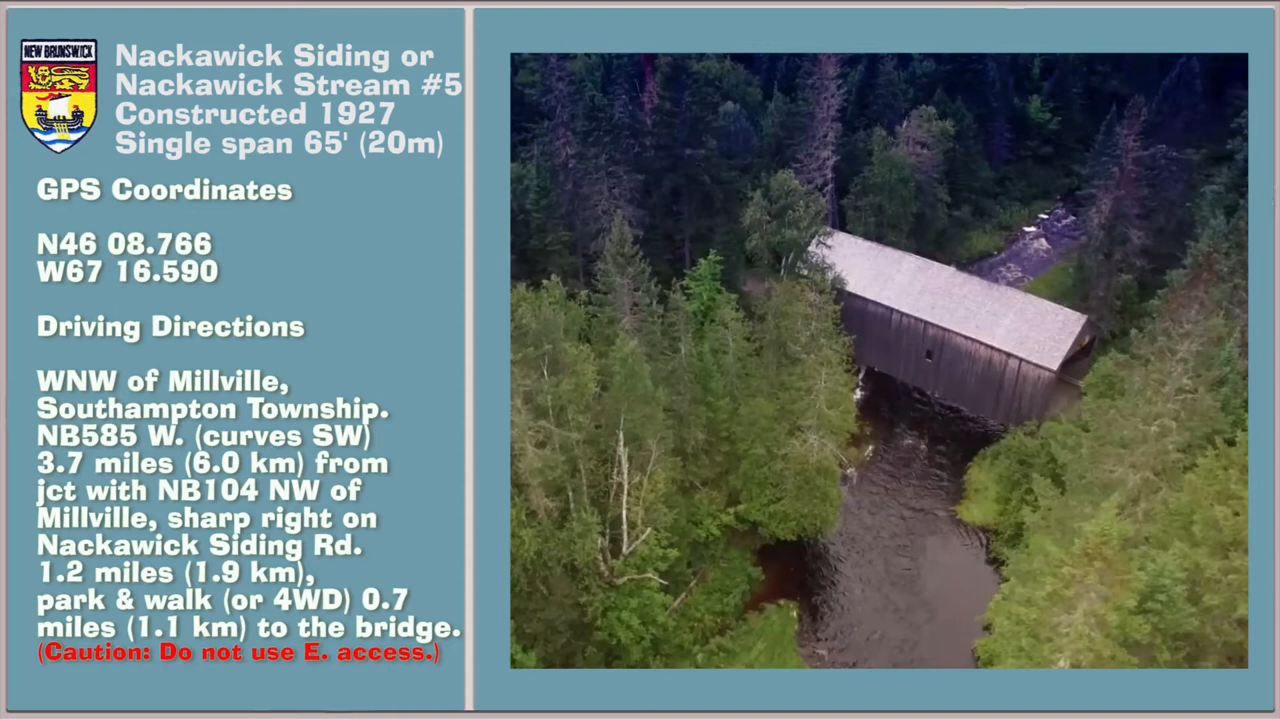 NEW BRUNSWICK
Nackawick Siding or
Nackawick Stream #5
Constructed 1927
Single span 65' (20m)
GPS Coordinates
N46 08.766
W67 16.590
Driving Directions
WNW of Millville,
Southampton Township.
NB585 W. (curves SW)
3.7 miles (6.0 km) from
jct with NB104 NW of
Millville, sharp right on
Nackawick Siding Rd.
1.2 miles (1.9 km),
park & walk (or 4WD) 0.7
miles (1.1 km) to the bridge.
(Caution: Do not use E. access.)